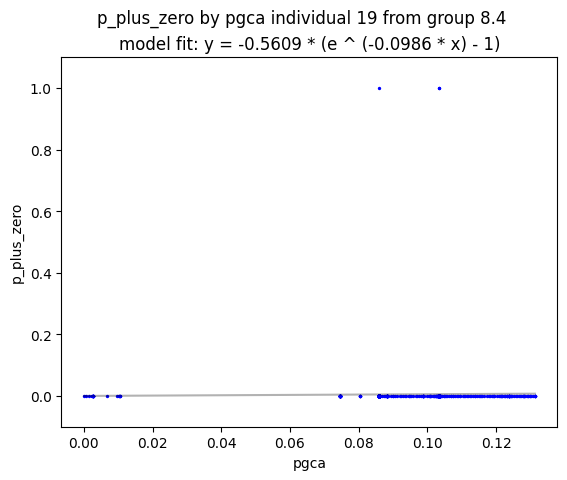 p_plus_zero by pgca individual 19 from group 8.4
model fit: y = -0.5609 * (e ^ (-0.0986 * x) - 1)
1.0
0.8
0.6
0.4
0.2
0.0
p_plus_zero
0.00 0.02 0.04 0.06 0.08 0.10 0.12
pgca